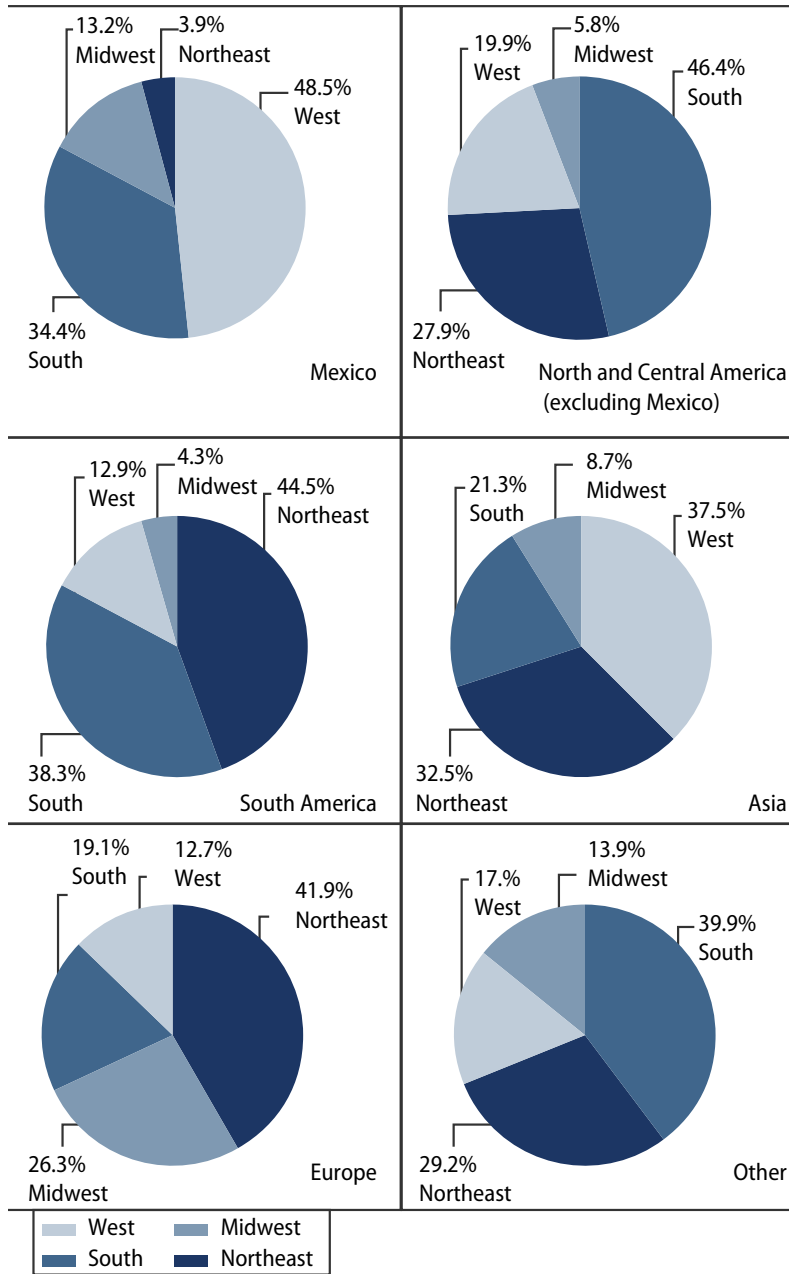 13.2%
Midwest
3.9%
Northeast
48.5%
West
34.4%
South
Mexico
19.9%
West
5.8%
Midwest
46.4%
South
27.9%
Northeast
North and Central America
(excluding Mexico)
12.9%
West
4.3%
Midwest
44.5%
Northeast
38.3%
South
South America
21.3%
South
8.7%
Midwest
37.5%
West
32.5%
Northeast
Asia
19.1%
South
12.7%
West
41.9%
Northeast
26.3%
Midwest
Europe
17.%
West
13.9%
Midwest
39.9%
South
29.2%
Northeast
Other
West
Midwest
South
Northeast